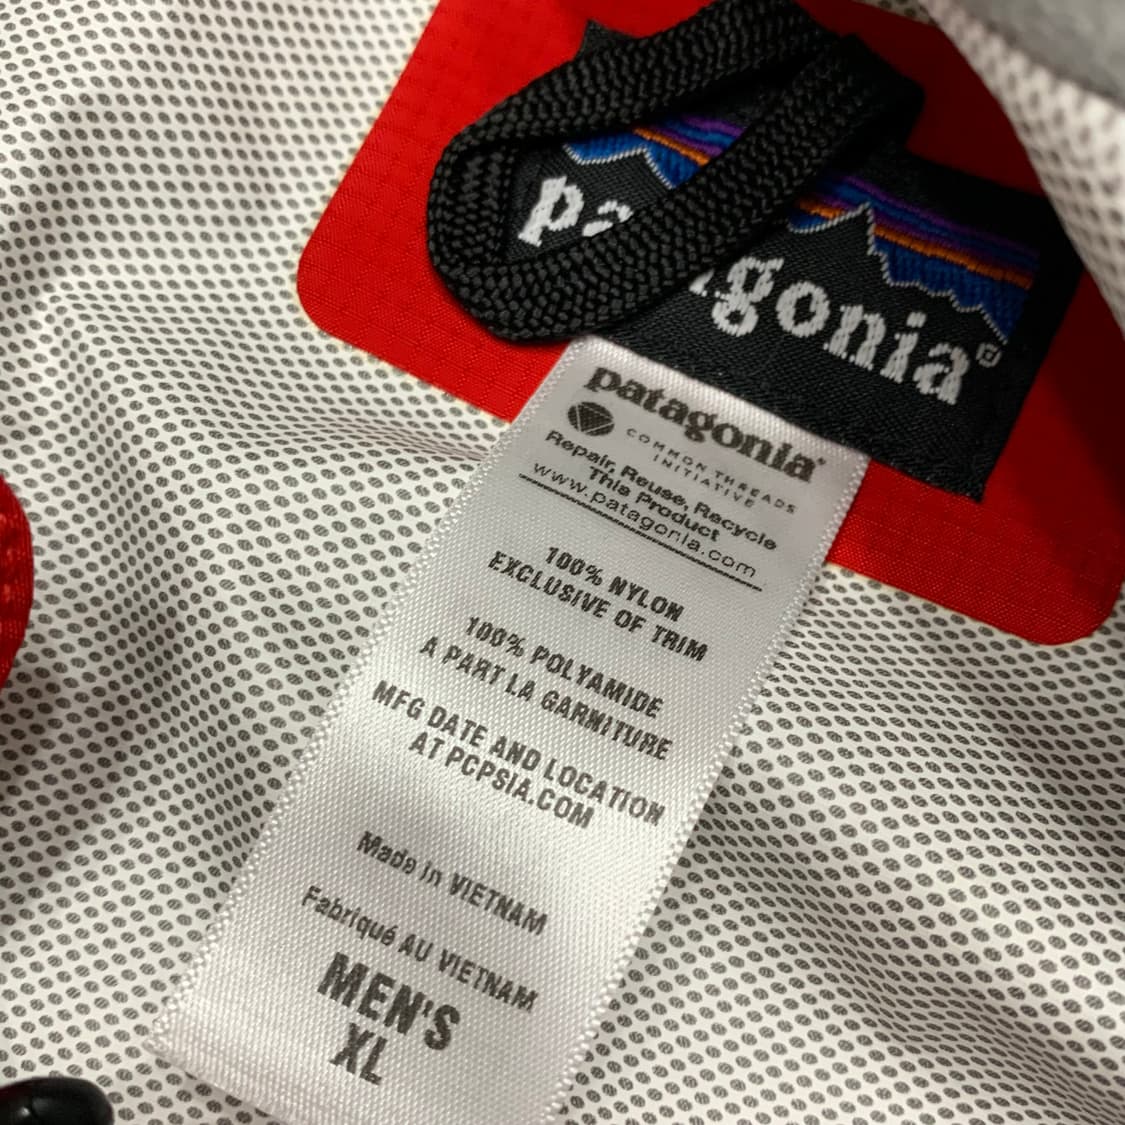 patagonia®
patagonia®
COMMON THREADS
INITIATIVE
Repair, Reuse, Recycle
This Product
www.patagonia.com
100% NYLON
EXCLUSIVE OF TRIM
100% POLYAMIDE
A PART LA GARNITURE
MFG DATE AND LOCATION
AT PCPSIA.COM
Made in VIETNAM
Fabriqué AU VIETNAM
MEN'S
XL